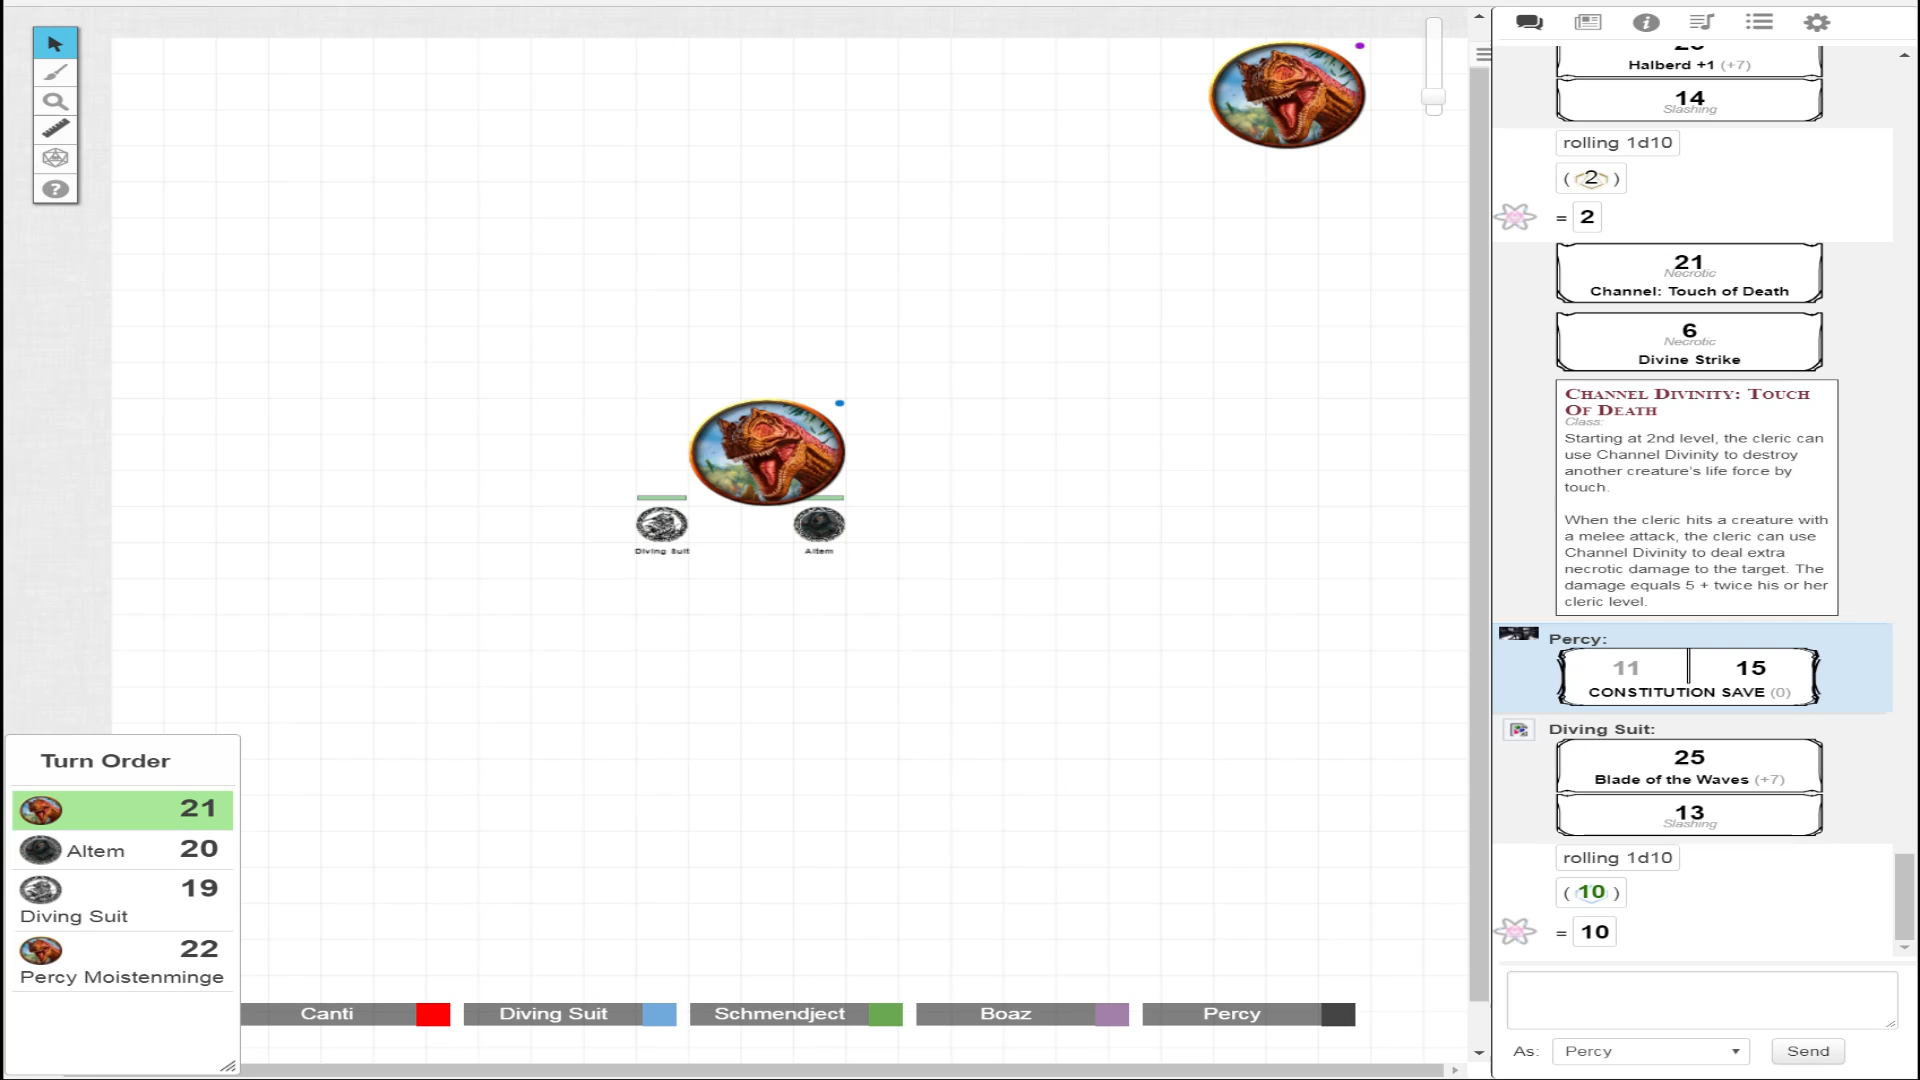 Halberd +1 (+7)
14
Slashing
rolling 1d10
( 2 )
= 2
21
Necrotic
Channel: Touch of Death
6
Necrotic
Divine Strike
CHANNEL DIVINITY: TOUCH
OF DEATH
Class:
Starting at 2nd level, the cleric can
use Channel Divinity to destroy
another creature's life force by
touch.
When the cleric hits a creature with
a melee attack, the cleric can use
Channel Divinity to deal extra
necrotic damage to the target. The
damage equals 5 + twice his or her
cleric level.
Percy:
11 15
CONSTITUTION SAVE (0)
Diving Suit:
25
Blade of the Waves (+7)
13
Slashing
rolling 1d10
( 10 )
= 10
As: Percy Send
Diving Suit
Altem
Turn Order
21
Altem 20
19
Diving Suit
22
Percy Moistenminge
Canti
Diving Suit
Schmendject
Boaz
Percy
?